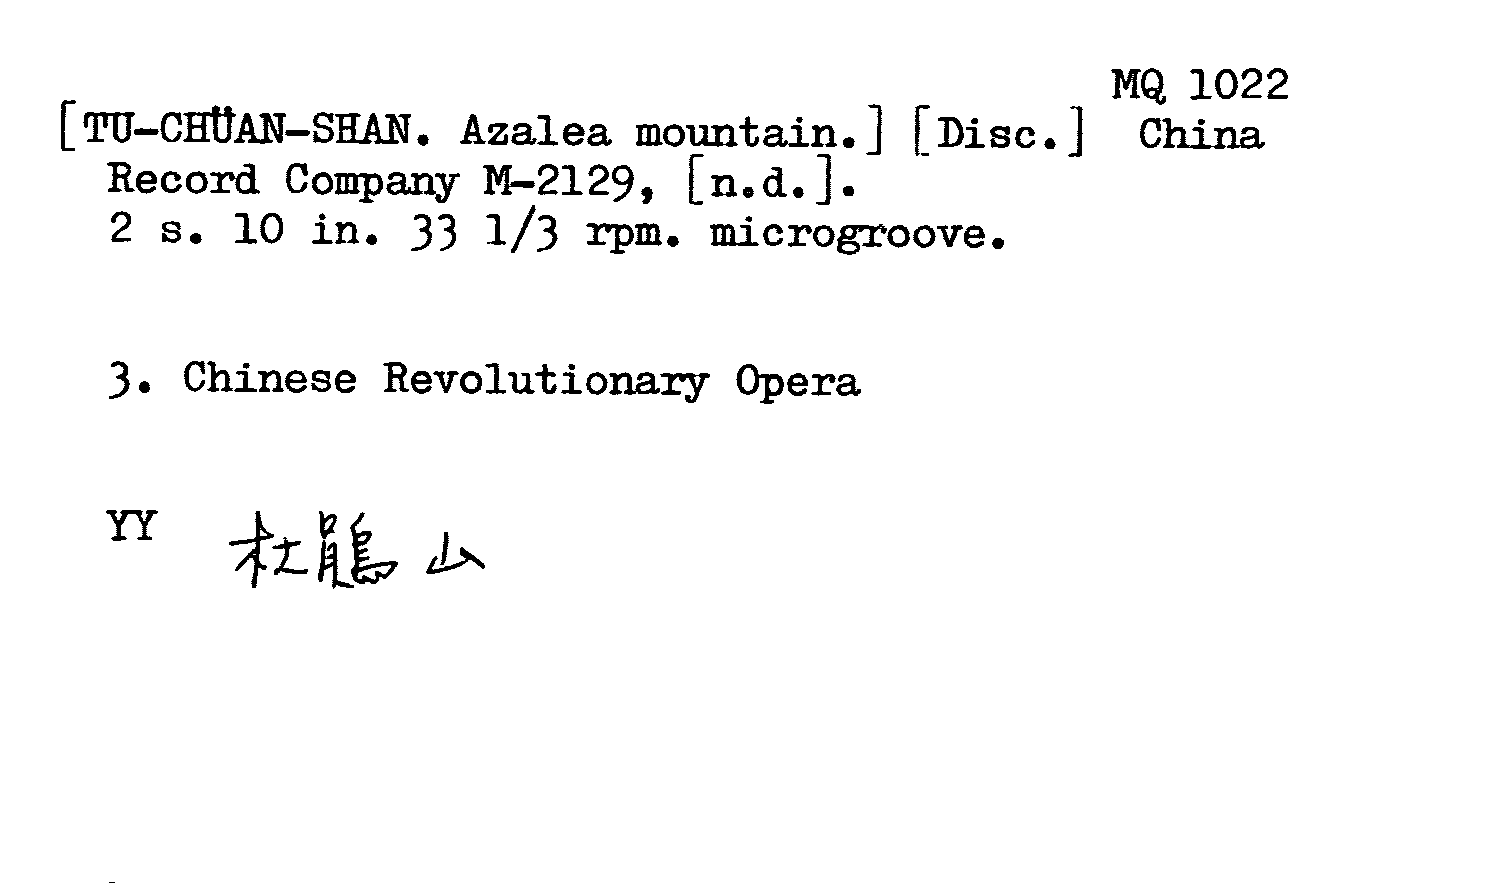 MQ 1022
[TU-CHÜAN-SHAN. Azalea mountain.] [Disc.] China
Record Company M-2129, [n.d.].
2 s. 10 in. 33 1/3 rpm. microgroove.
3. Chinese Revolutionary Opera
YY 杜鵑山